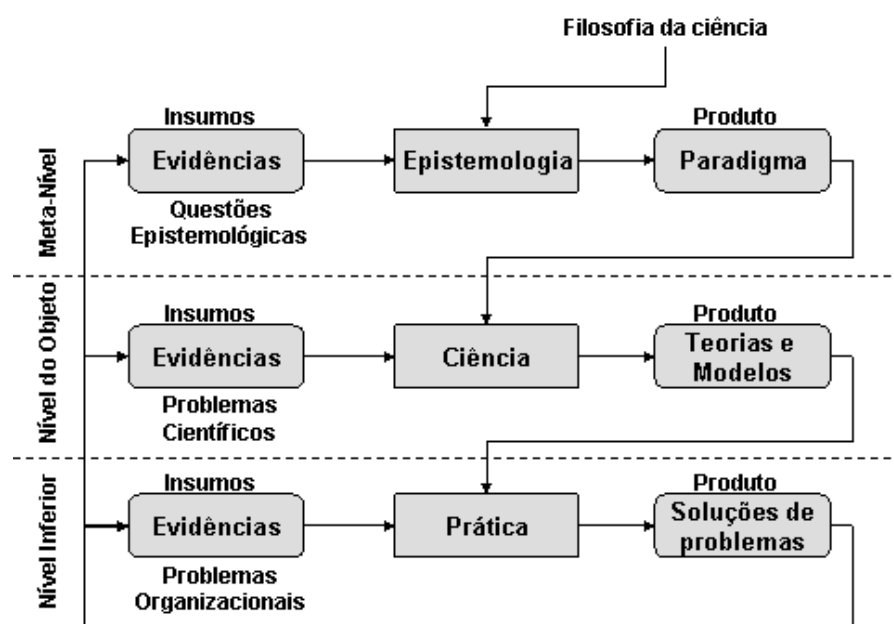 Filosofia da ciência
Meta-Nível
Insumos
Evidências
Questões
Epistemológicas
Epistemologia
Produto
Paradigma
Nível do Objeto
Insumos
Evidências
Problemas
Científicos
Ciência
Produto
Teorias e
Modelos
Nível Inferior
Insumos
Evidências
Problemas
Organizacionais
Prática
Produto
Soluções de
problemas